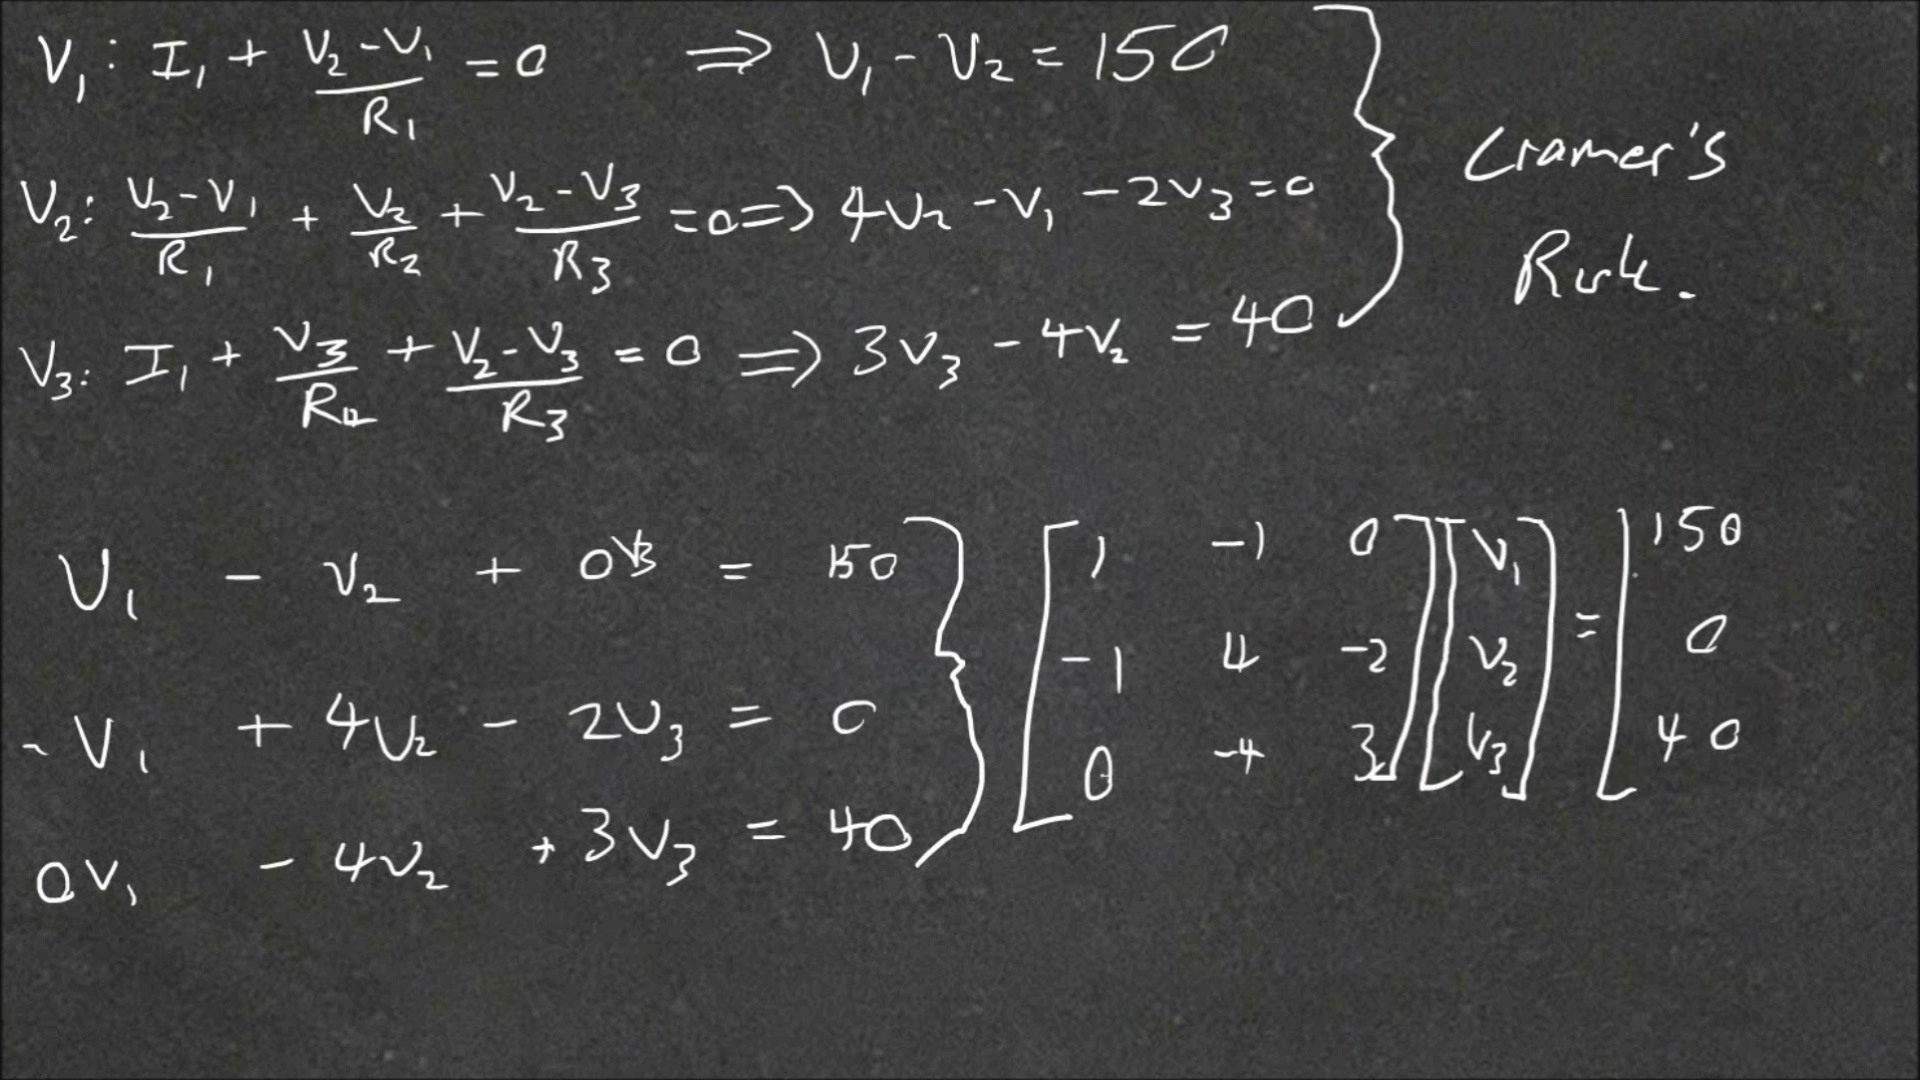 V₁: I₁ + (V₂ - V₁)/R₁ = 0 ⇒ V₁ - V₂ = 150
V₂: (V₂ - V₁)/R₁ + V₂/R₂ + (V₂ - V₃)/R₃ = 0 ⇒ 4V₂ - V₁ - 2V₃ = 0
V₃: I₁ + V₃/R₄ + (V₂ - V₃)/R₃ = 0 ⇒ 3V₃ - 4V₂ = 40
Cramer's
Rule.
V₁ - V₂ + 0V₃ = 150
-V₁ + 4V₂ - 2V₃ = 0
0V₁ - 4V₂ + 3V₃ = 40
[1 -1 0] [V₁] = [150
[-1 4 -2] [V₂] [0
[0 -4 3] [V₃] [40